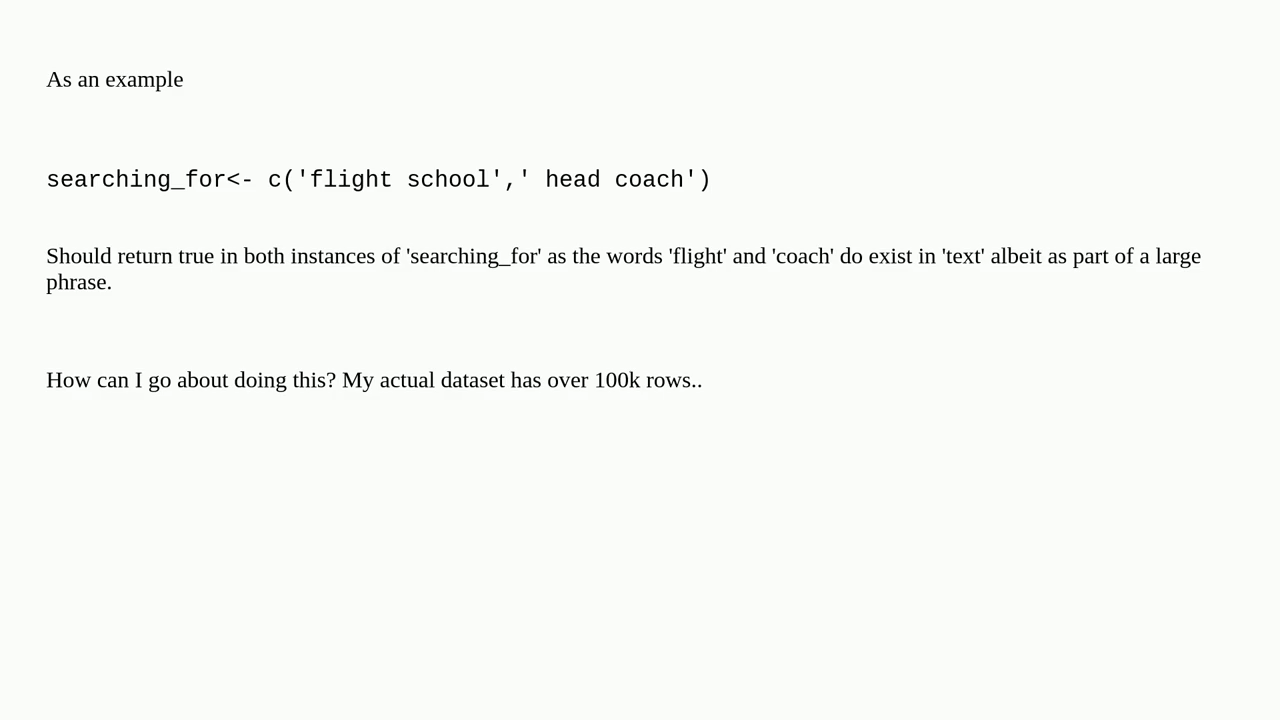 As an example
searching_for<- c('flight school',' head coach')
Should return true in both instances of 'searching_for' as the words 'flight' and 'coach' do exist in 'text' albeit as part of a large
phrase.
How can I go about doing this? My actual dataset has over 100k rows..